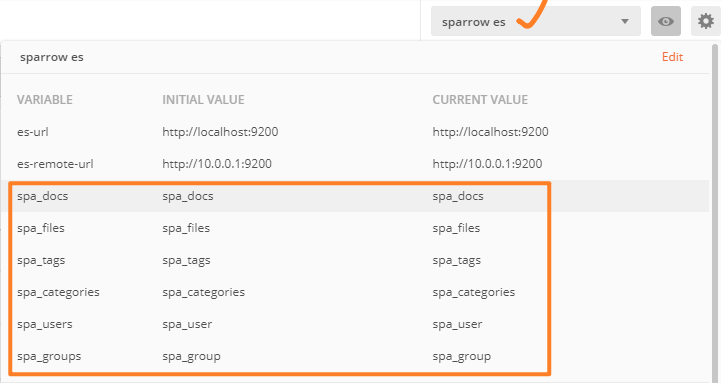 sparrow es
sparrow es Edit
VARIABLE INITIAL VALUE CURRENT VALUE
es-url http://localhost:9200 http://localhost:9200
es-remote-url http://10.0.0.1:9200 http://10.0.0.1:9200
spa_docs spa_docs spa_docs
spa_files spa_files spa_files
spa_tags spa_tags spa_tags
spa_categories spa_categories spa_categories
spa_users spa_user spa_user
spa_groups spa_group spa_group